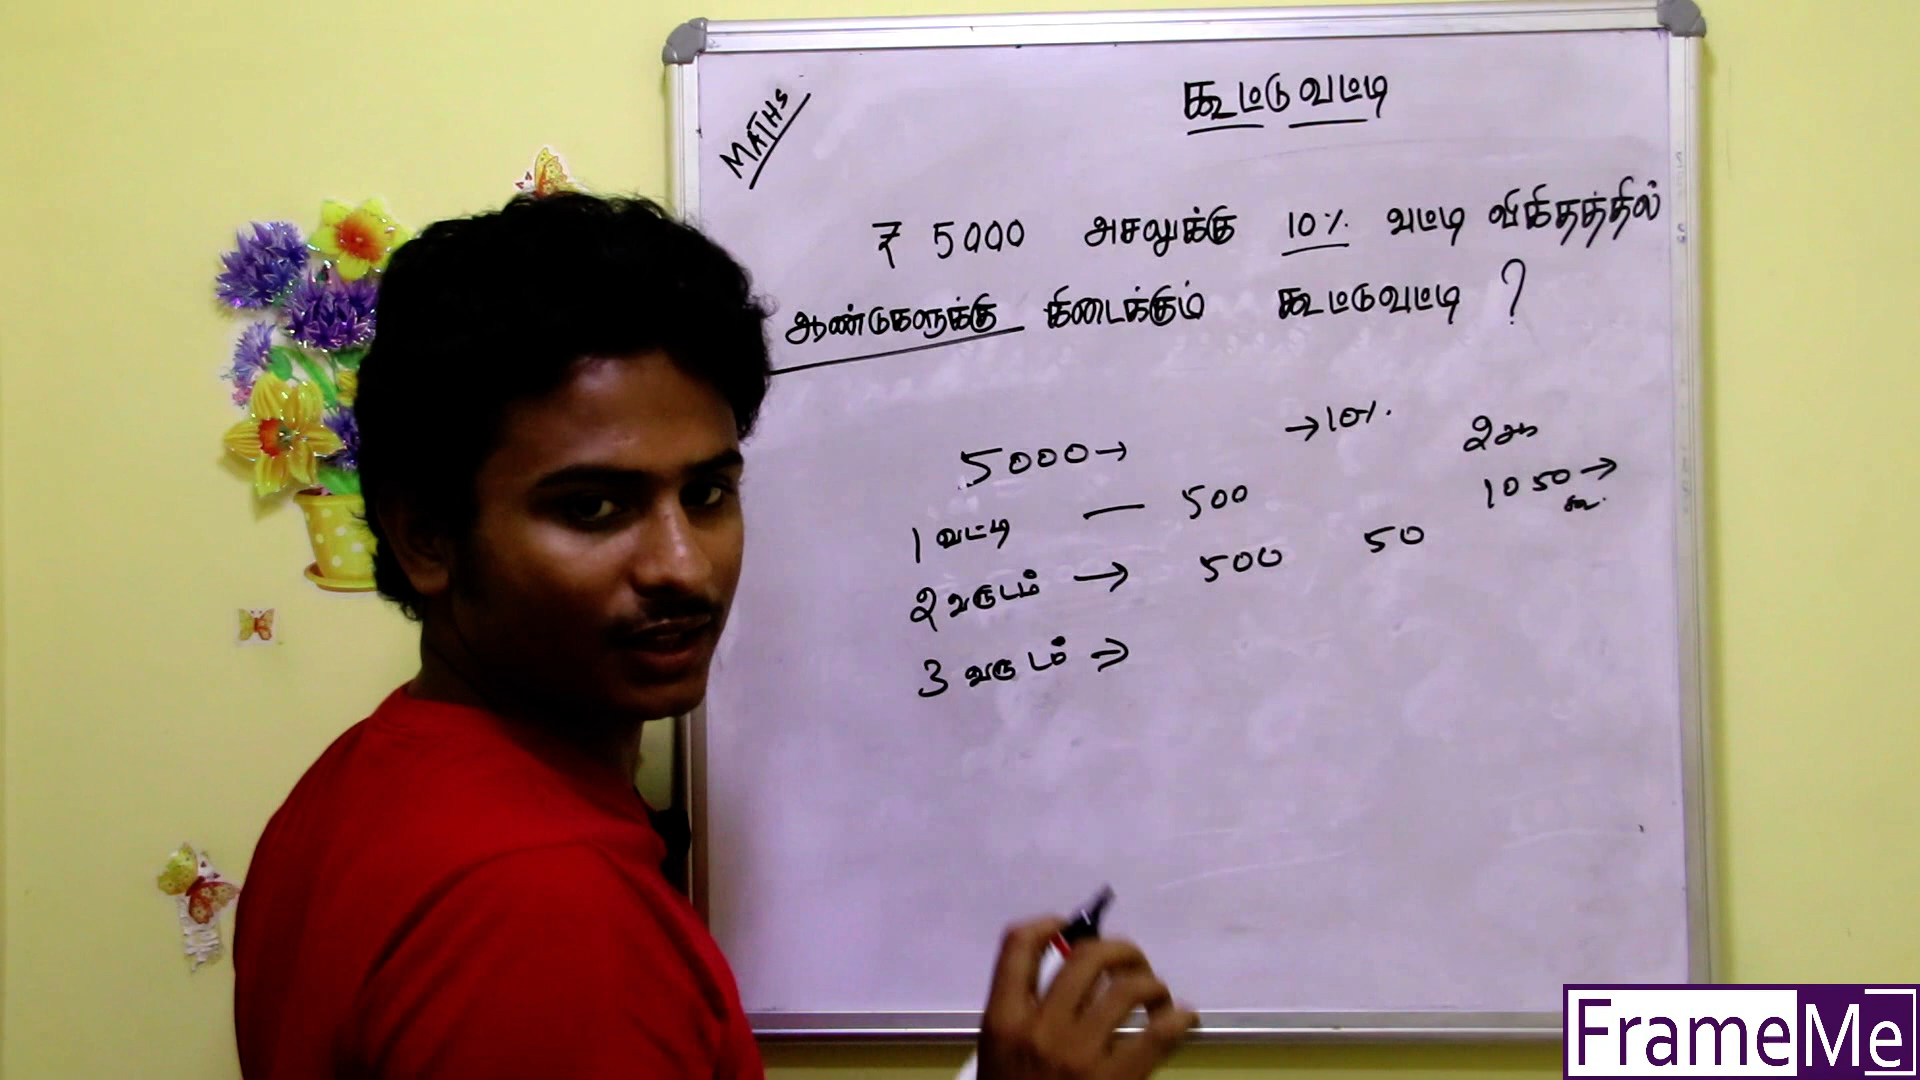 MATHS
கூட்டு வட்டி
₹ 5000 அசலுக்கு 10% வட்டி விகிதத்தில்
ஆண்டுகளுக்கு கிடைக்கும் கூட்டுவட்டி ?
5000→ →10%.
1 வட்டி — 500
2 வருடம் → 500 50 1050→
3 வருடம் →
FrameMe